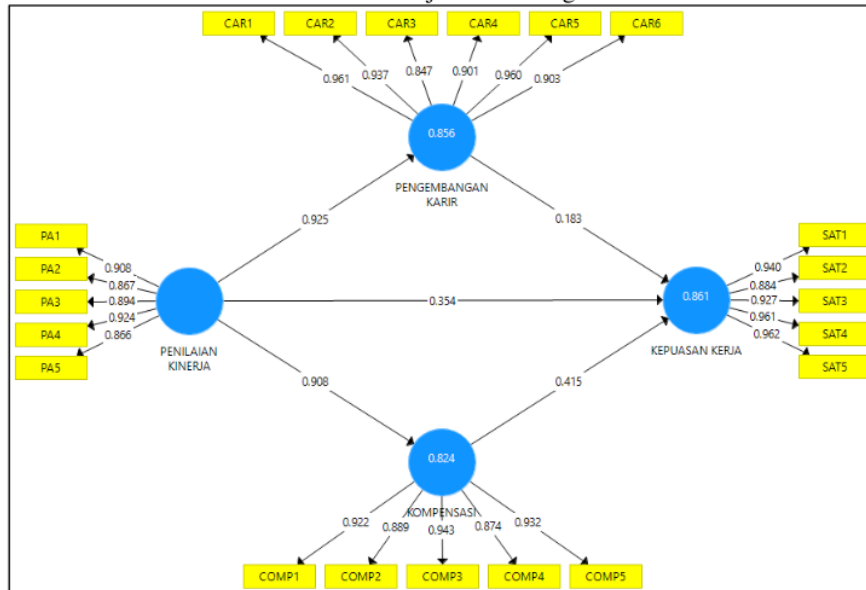 CAR1 CAR2 CAR3 CAR4 CAR5 CAR6
0.961 0.937 0.847 0.901 0.960 0.903
0.856
PENGEMBANGAN
KARIR
0.925
0.183
PA1
PA2
PA3
PA4
PA5
0.908
0.867
0.894
0.924
0.866
PENILAIAN
KINERJA
0.354
0.861
KEPUASAN KERJA
0.940
0.884
0.927
0.961
0.962
SAT1
SAT2
SAT3
SAT4
SAT5
0.908
0.415
0.824
KOMPENSASI
0.922 0.889 0.943 0.874 0.932
COMP1 COMP2 COMP3 COMP4 COMP5